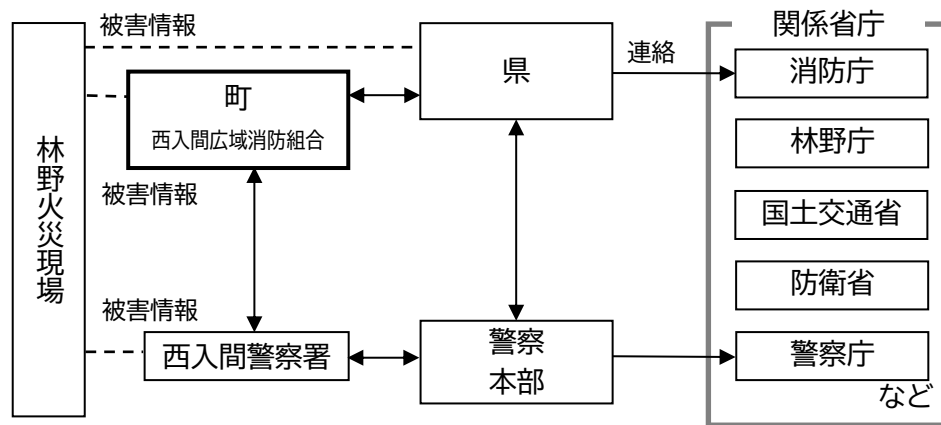 被害情報
関係省庁
県
連絡
消防庁
町
西入間広域消防組合
林野庁
林野火災現場
被害情報
国土交通省
防衛省
被害情報
西入間警察署
警察
本部
警察庁
など